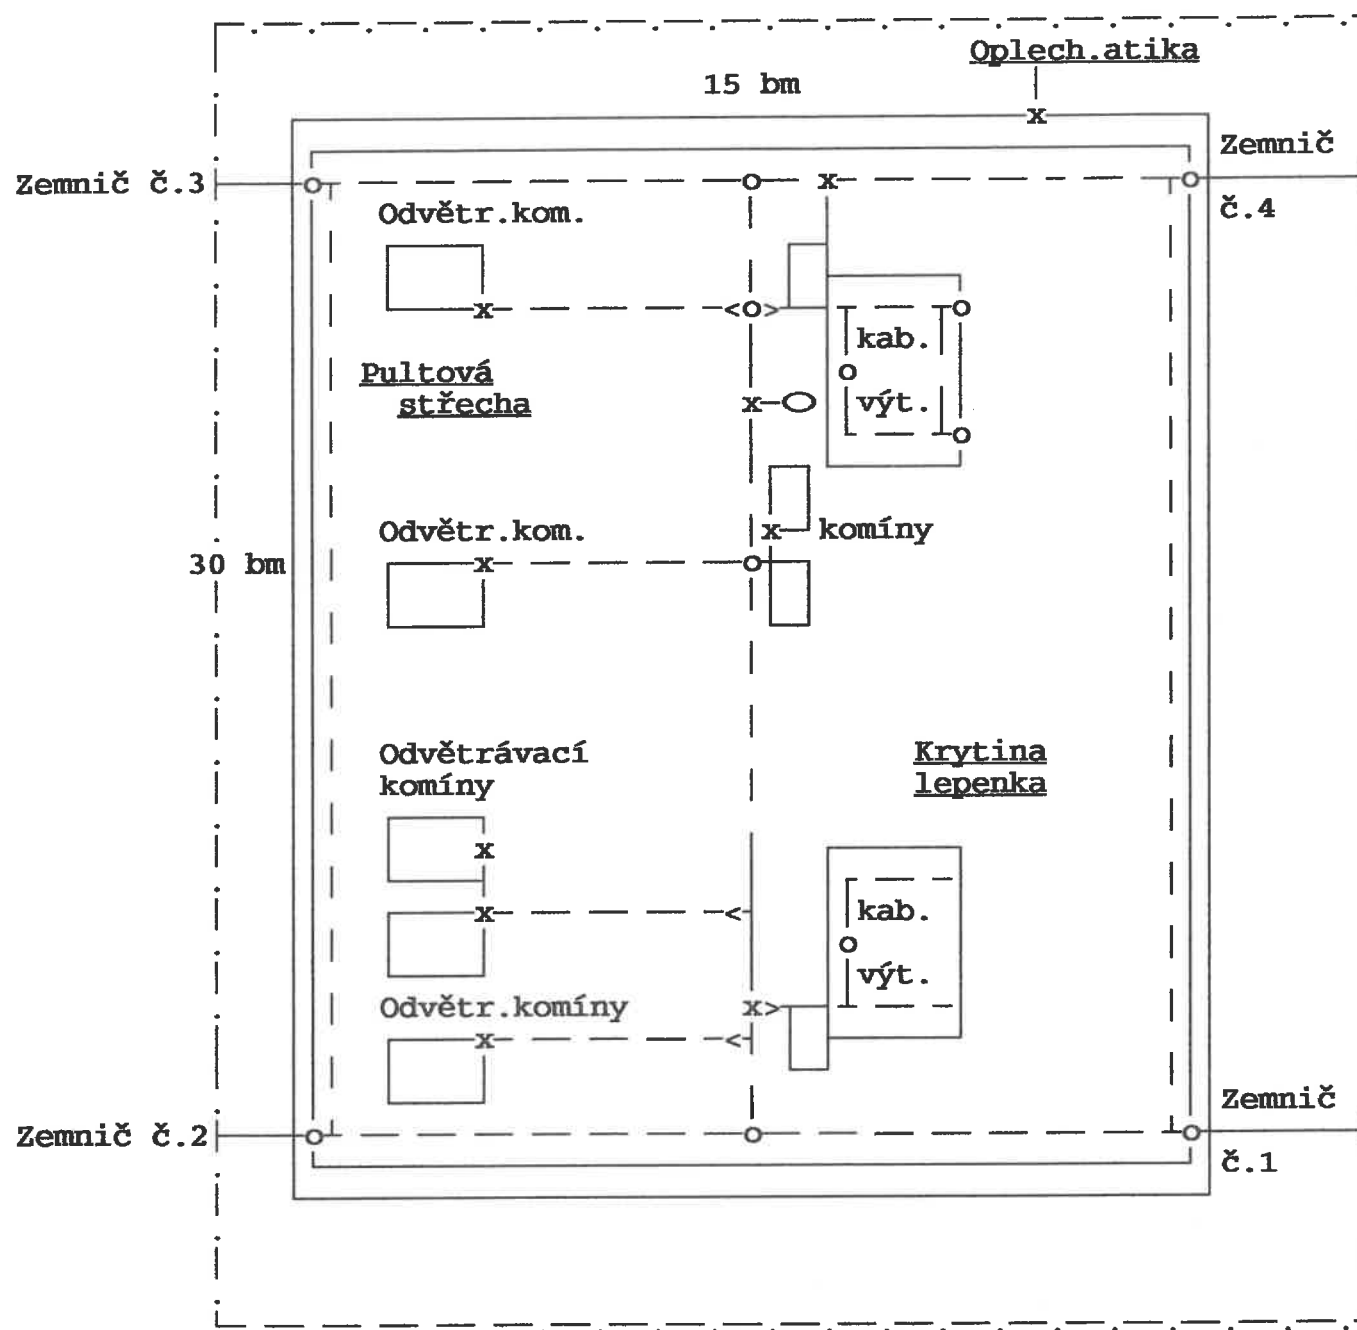 Oplech.atika
15 bm
Zemnič
č.4
Zemnič č.3
Odvětr.kom.
kab.
výt.
Pultová
střecha
Odvětr.kom.
komíny
30 bm
Odvětrávací
komíny
Krytina
lepenka
kab.
výt.
Odvětr.komíny
Zemnič
č.1
Zemnič č.2